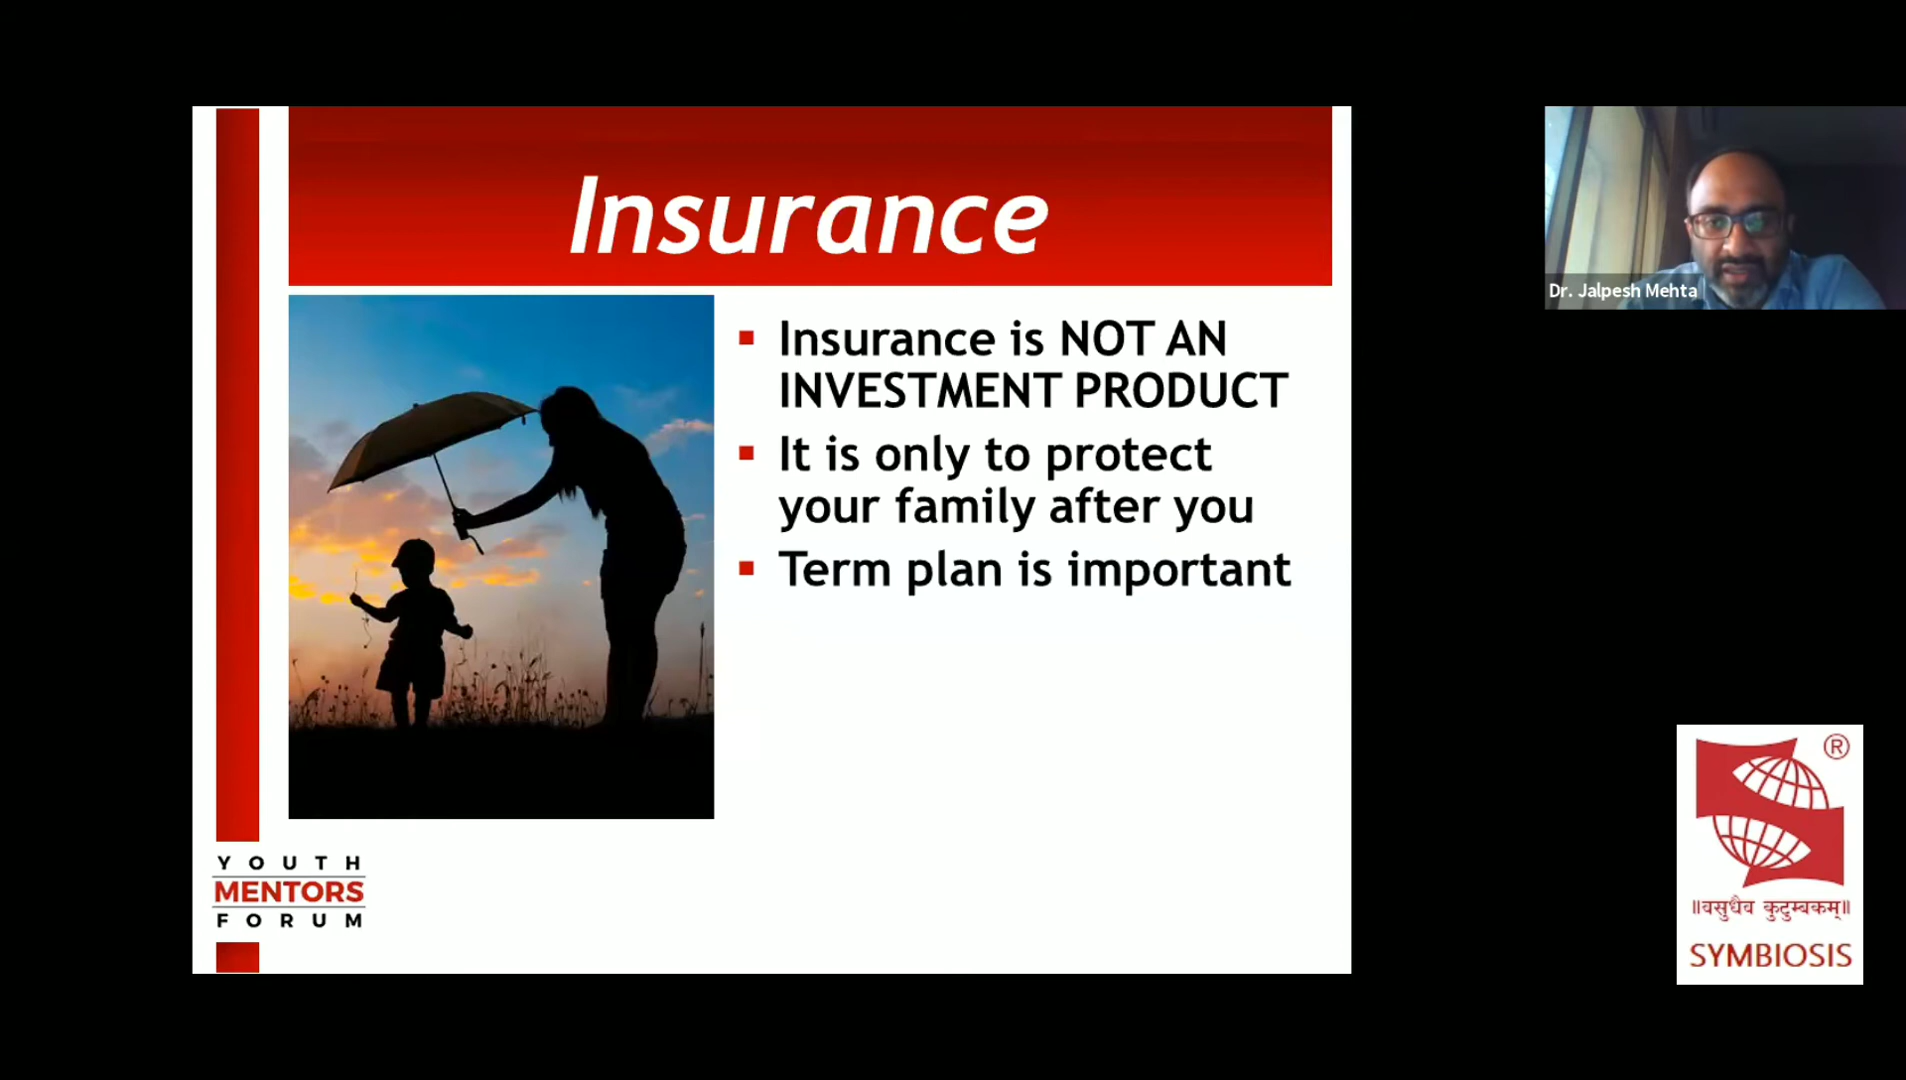 Insurance
Insurance is NOT AN
INVESTMENT PRODUCT
It is only to protect
your family after you
Term plan is important
YOUTH
MENTORS
FORUM
Dr. Jalpesh Mehta
®
॥वसुधैव कुटुम्बकम्॥
SYMBIOSIS